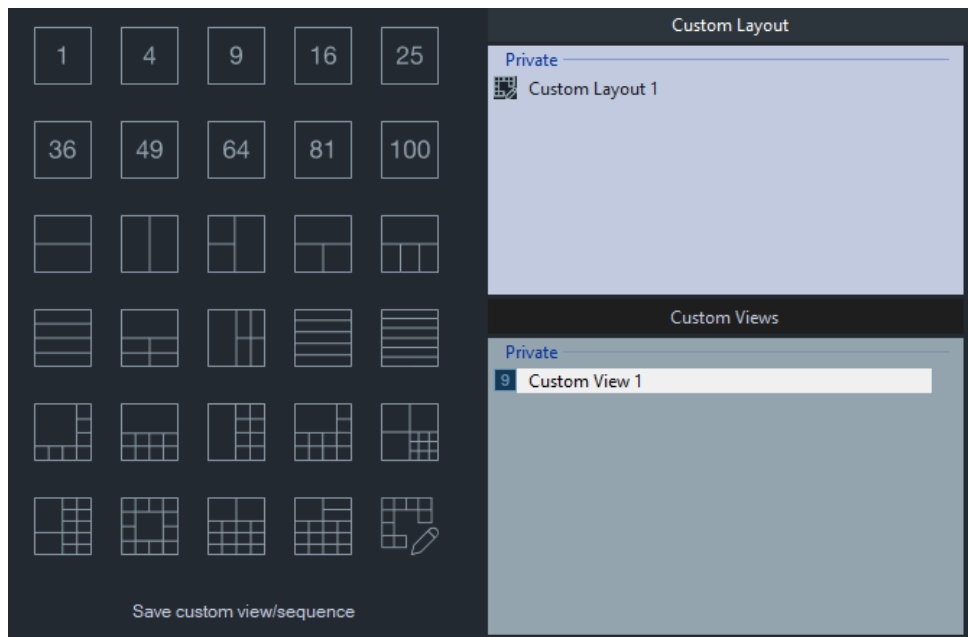 1 4 9 16 25
36 49 64 81 100
Save custom view/sequence
Custom Layout
Private
Custom Layout 1
Custom Views
Private
9 Custom View 1